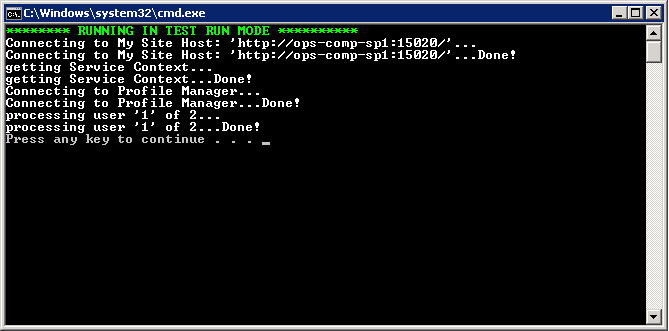 C:\Windows\system32\cmd.exe
******** RUNNING IN TEST RUN MODE **********
Connecting to My Site Host: 'http://ops-comp-sp1:15020/'...
Connecting to My Site Host: 'http://ops-comp-sp1:15020/'...Done!
getting Service Context...
getting Service Context...Done!
Connecting to Profile Manager...
Connecting to Profile Manager...Done!
processing user '1' of 2...
processing user '1' of 2...Done!
Press any key to continue . . . _